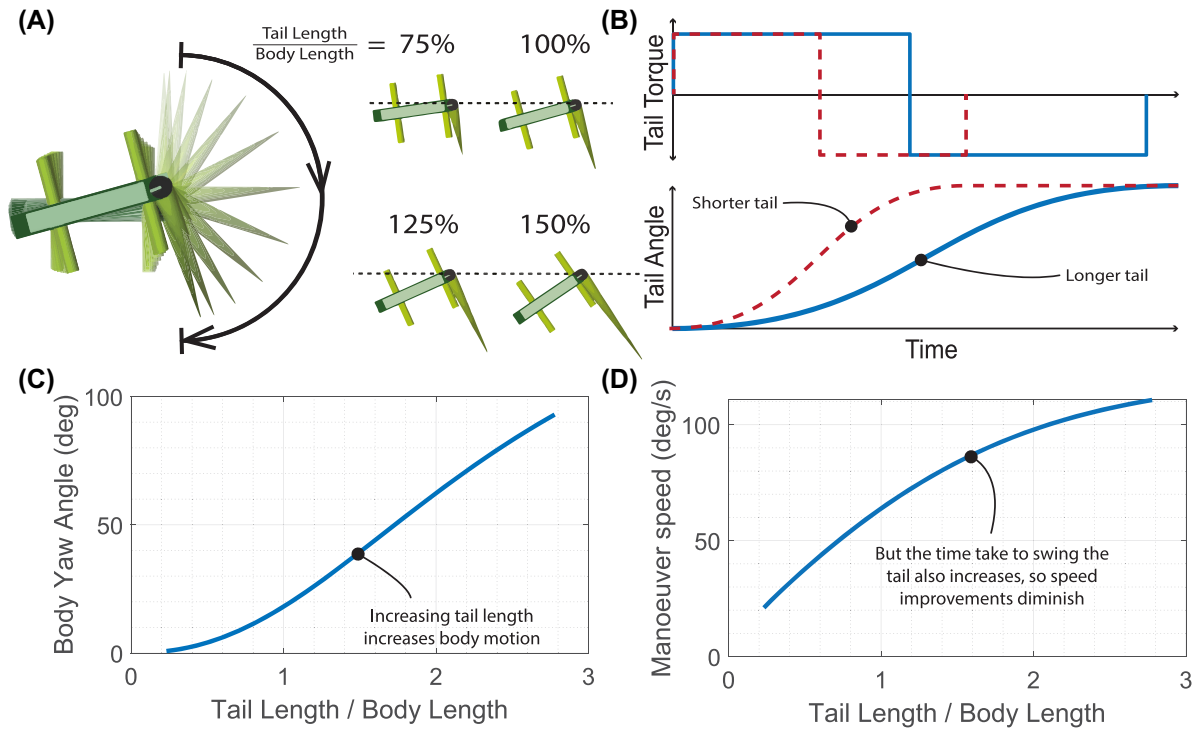 (A)
Tail Length
Body Length
= 75%
100%
125%
150%
(B)
Tail Torque
Tail Angle
Shorter tail
Longer tail
Time
(C)
Body Yaw Angle (deg)
100
50
0
0
1
2
3
Increasing tail length
increases body motion
Tail Length / Body Length
(D)
Manoeuver speed (deg/s)
100
50
0
0
1
2
3
But the time take to swing the
tail also increases, so speed
improvements diminish
Tail Length / Body Length